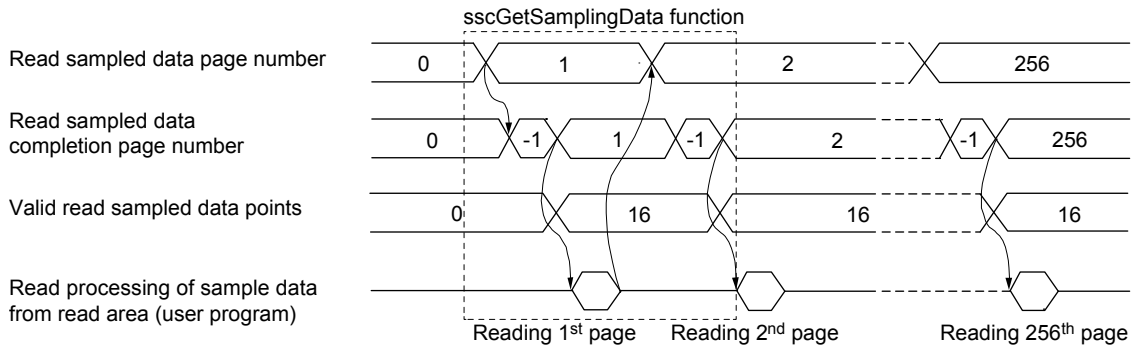 sscGetSamplingData function
Read sampled data page number
0 1 2 256
Read sampled data
completion page number
0 -1 1 -1 2 -1 256
Valid read sampled data points
0 16 16 16
Read processing of sample data
from read area (user program)
Reading 1st page Reading 2nd page Reading 256th page